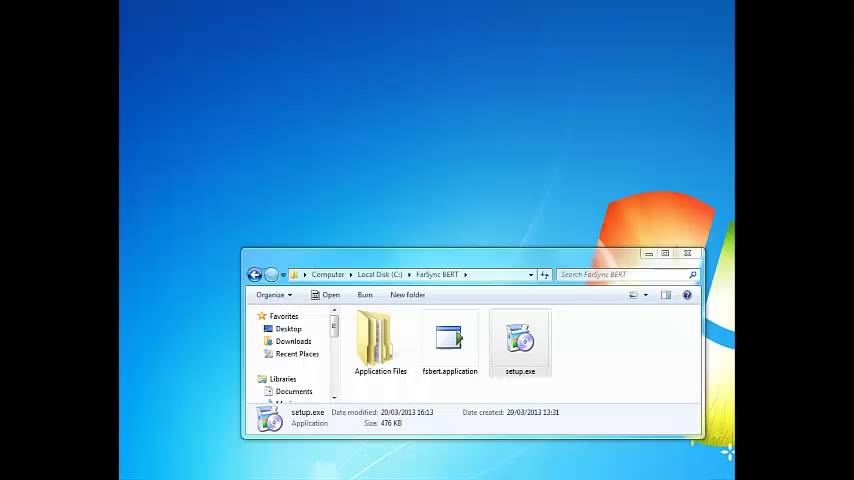 Computer Local Disk (C:) FarSync BERT Search FarSync BERT
Organize Open Burn New folder
Favorites
Desktop
Downloads
Recent Places
Libraries
Documents
Application Files fsbert.application setup.exe
setup.exe Date modified: 20/03/2013 16:13 Date created: 29/03/2013 13:31
Application Size: 476 KB